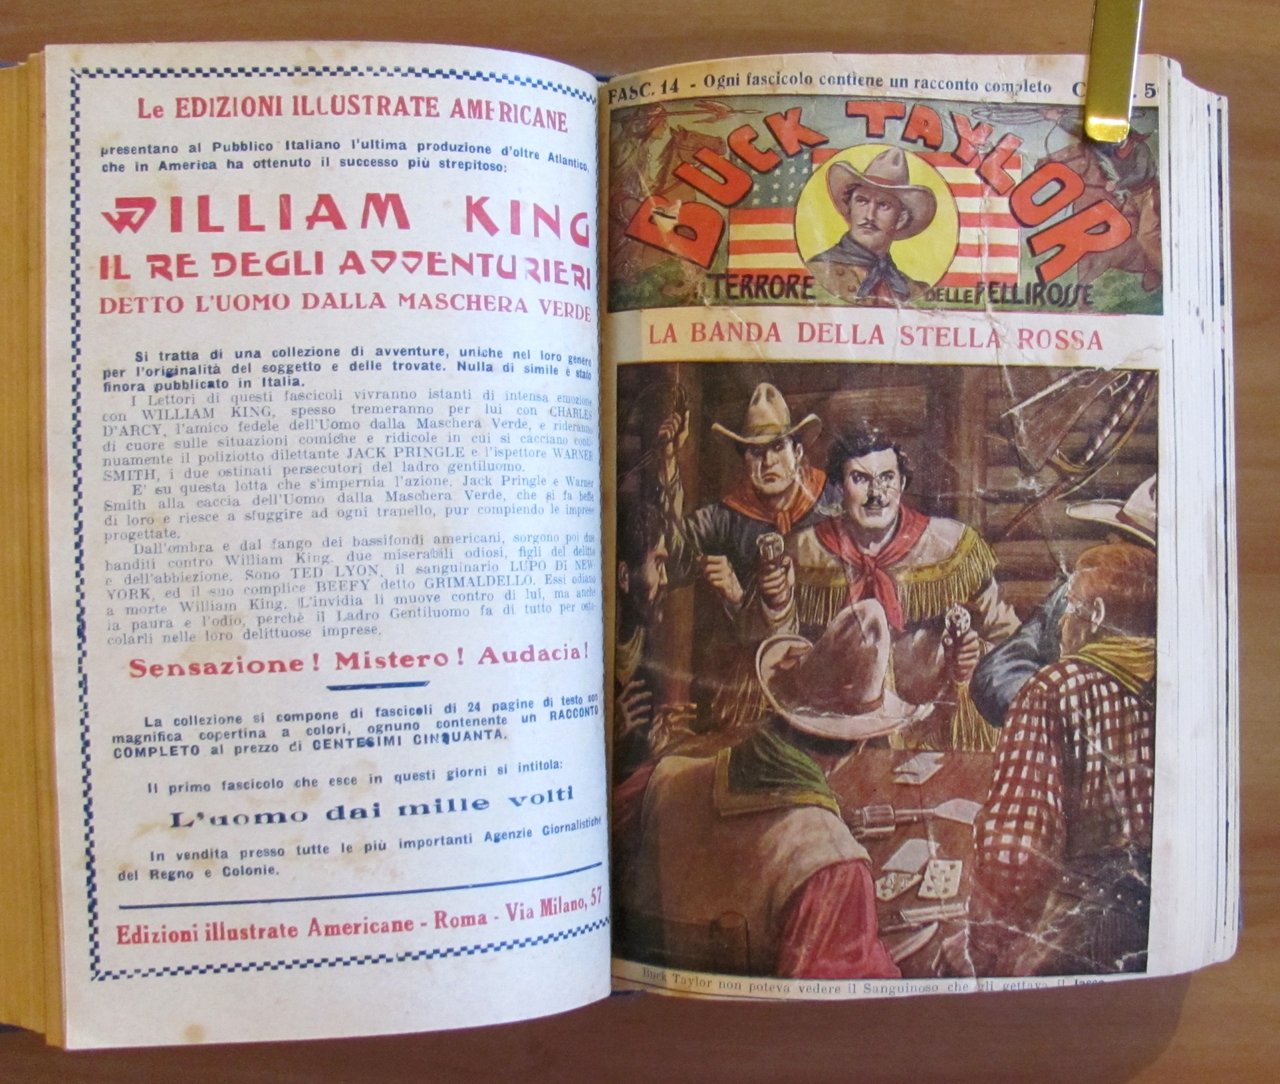 Le EDIZIONI ILLUSTRATE AMERICANE
presentano al Pubblico Italiano l'ultima produzione d'oltre Atlantico,
che in America ha ottenuto il successo più strepitoso:
WILLIAM KING
IL RE DEGLI AVVENTURIERI
DETTO L'UOMO DALLA MASCHERA VERDE
Si tratta di una collezione di avventure, uniche nel loro genere
per l'originalità del soggetto e delle trovate. Nulla di simile è stato
finora pubblicato in Italia.
I Lettori di questi fascicoli vivranno istanti di intensa emozione
con WILLIAM KING, spesso tremeranno per lui con CHARLES
D'ARCY, l'amico fedele dell'Uomo dalla Maschera Verde, e rideranno
di cuore sulle situazioni comiche e ridicole in cui si cacciano conti-
nuamente il poliziotto dilettante JACK PRINGLE e l'ispettore WARNER
SMITH, i due ostinati persecutori del ladro gentiluomo.
E' su questa lotta che s'impernia l'azione. Jack Pringle e Warner
Smith alla caccia dell'Uomo dalla Maschera Verde, che si fa beffe
di loro e riesce a sfuggire ad ogni tranello, pur compiendo le imprese
progettate.
Dall'ombra e dal fango dei bassifondi americani, sorgono poi due
banditi contro William King. due miserabili odiosi, figli del delitto
e dell'abbiezione. Sono TED LYON, il sanguinario LUPO DI NEW-
YORK, ed il suo complice BEEFY detto GRIMALDELLO. Essi odiano
a morte William King. L'invidia li muove contro di lui, ma anche
la paura e l'odio, perchè il Ladro Gentiluomo fa di tutto per osta-
colarli nelle loro delittuose imprese.
Sensazione! Mistero! Audacia!
La collezione si compone di fascicoli di 24 pagine di testo con
magnifica copertina a colori, ognuno contenente un RACCONTO
COMPLETO al prezzo di CENTESIMI CINQUANTA.
Il primo fascicolo che esce in questi giorni si intitola:
L'uomo dai mille volti
In vendita presso tutte le più importanti Agenzie Giornalistiche
del Regno e Colonie.
Edizioni illustrate Americane - Roma - Via Milano, 57
FASC. 14 - Ogni fascicolo contiene un racconto completo
BUCK TAYLOR
IL TERRORE DELLE PELLIROSSE
LA BANDA DELLA STELLA ROSSA
Buck Taylor non poteva vedere il Sanguinoso che gli gettava il